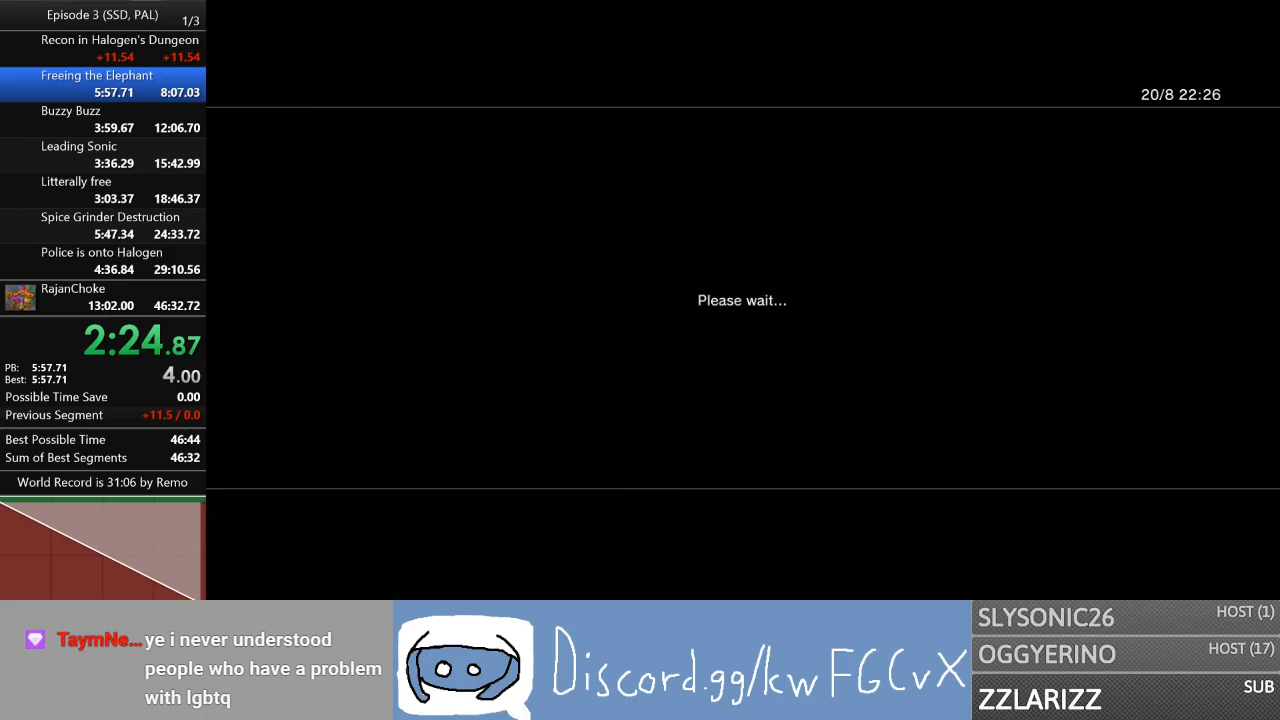 Episode 3 (SSD, PAL)
1/3
Recon in Halogen's Dungeon
+11.54 +11.54
Freeing the Elephant
5:57.71 8:07.03
Buzzy Buzz
3:59.67 12:06.70
Leading Sonic
3:36.29 15:42.99
Litterally free
3:03.37 18:46.37
Spice Grinder Destruction
5:47.34 24:33.72
Police is onto Halogen
4:36.84 29:10.56
RajanChoke
13:02.00 46:32.72
2:24.87
PB: 5:57.71
Best: 5:57.71
4.00
Possible Time Save 0.00
Previous Segment +11.5 / 0.0
Best Possible Time 46:44
Sum of Best Segments 46:32
World Record is 31:06 by Remo
20/8 22:26
Please wait...
TaymNe... ye i never understood
people who have a problem
with lgbtq
Discord.gg/kwFGCvX
SLYSONIC26 HOST (1)
OGGYERINO HOST (17)
ZZLARIZZ SUB